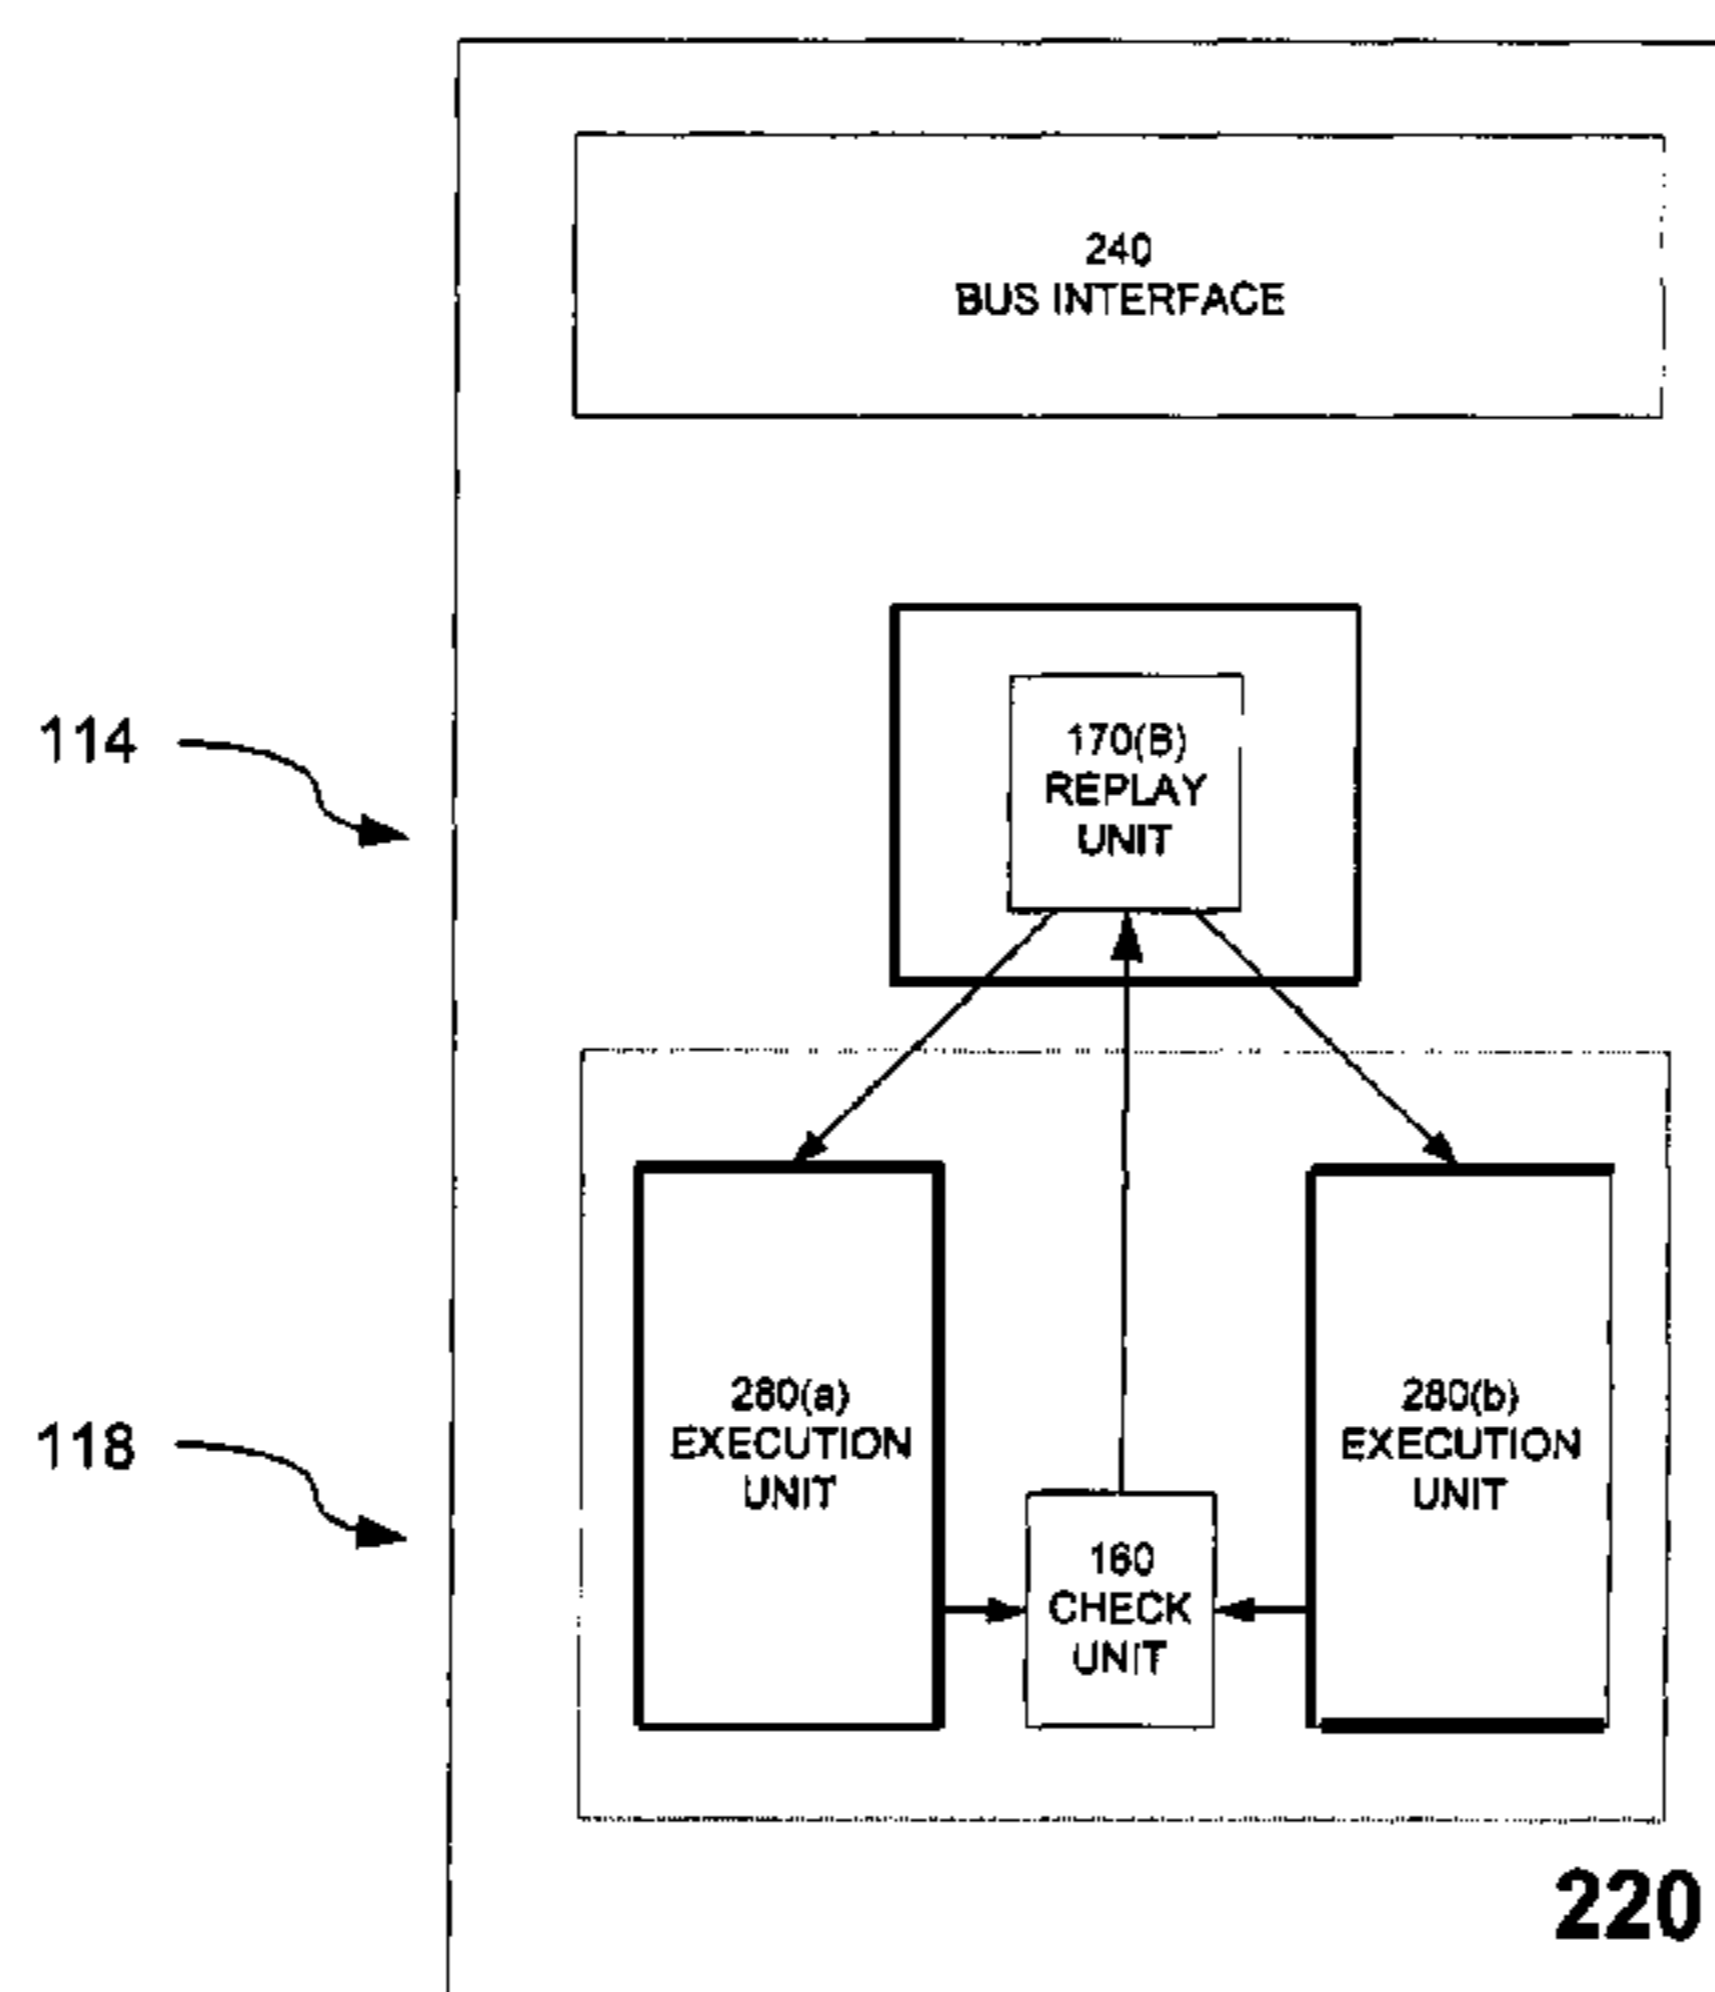 240
BUS INTERFACE
114
170(B)
REPLAY
UNIT
118
280(a)
EXECUTION
UNIT
280(b)
EXECUTION
UNIT
160
CHECK
UNIT
220